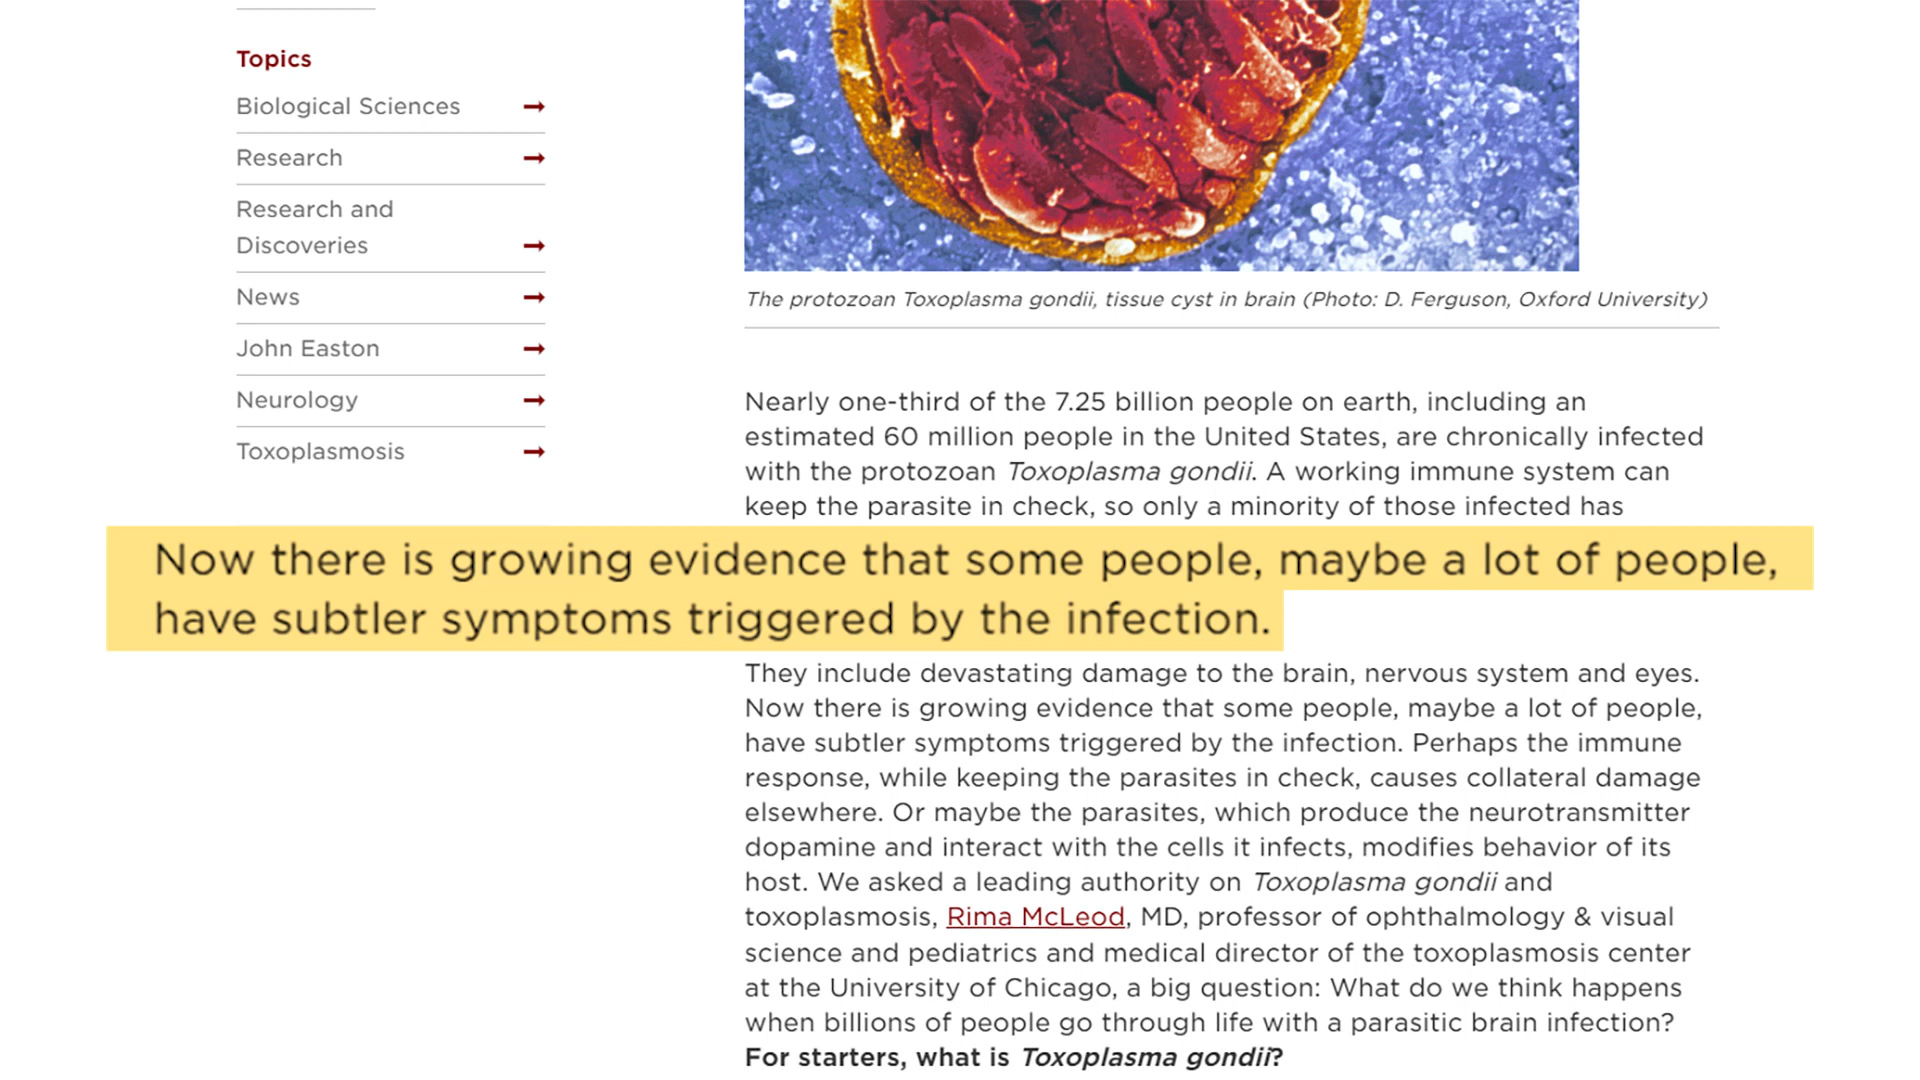 Topics
Biological Sciences
Research
Research and
Discoveries
News
John Easton
Neurology
Toxoplasmosis
The protozoan Toxoplasma gondii, tissue cyst in brain (Photo: D. Ferguson, Oxford University)
Nearly one-third of the 7.25 billion people on earth, including an
estimated 60 million people in the United States, are chronically infected
with the protozoan Toxoplasma gondii. A working immune system can
keep the parasite in check, so only a minority of those infected has
Now there is growing evidence that some people, maybe a lot of people,
have subtler symptoms triggered by the infection.
They include devastating damage to the brain, nervous system and eyes.
Now there is growing evidence that some people, maybe a lot of people,
have subtler symptoms triggered by the infection. Perhaps the immune
response, while keeping the parasites in check, causes collateral damage
elsewhere. Or maybe the parasites, which produce the neurotransmitter
dopamine and interact with the cells it infects, modifies behavior of its
host. We asked a leading authority on Toxoplasma gondii and
toxoplasmosis, Rima McLeod, MD, professor of ophthalmology & visual
science and pediatrics and medical director of the toxoplasmosis center
at the University of Chicago, a big question: What do we think happens
when billions of people go through life with a parasitic brain infection?
For starters, what is Toxoplasma gondii?